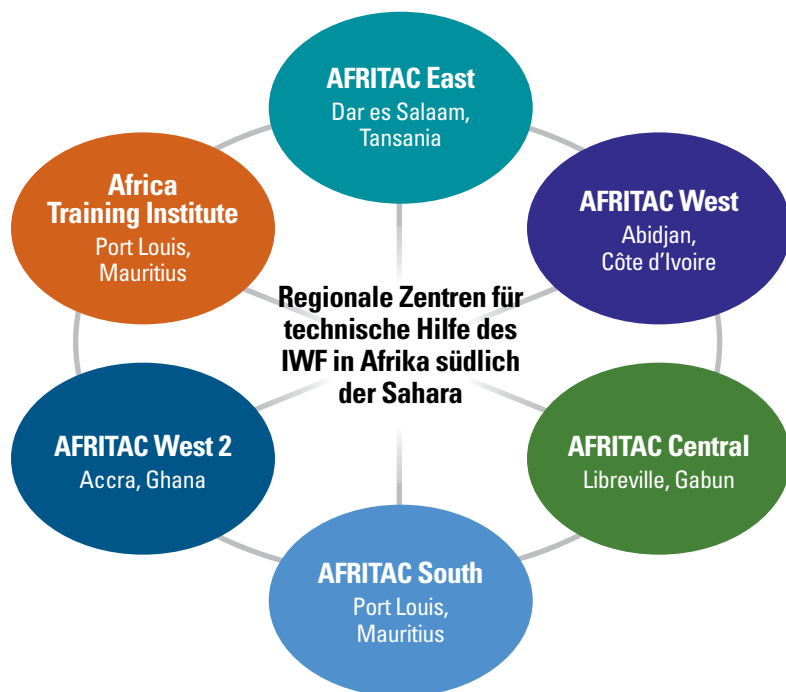 AFRITAC East
Dar es Salaam,
Tansania
AFRITAC West
Abidjan,
Côte d’Ivoire
AFRITAC Central
Libreville, Gabun
AFRITAC South
Port Louis,
Mauritius
AFRITAC West 2
Accra, Ghana
Africa
Training Institute
Port Louis,
Mauritius
Regionale Zentren für
technische Hilfe des
IWF in Afrika südlich
der Sahara